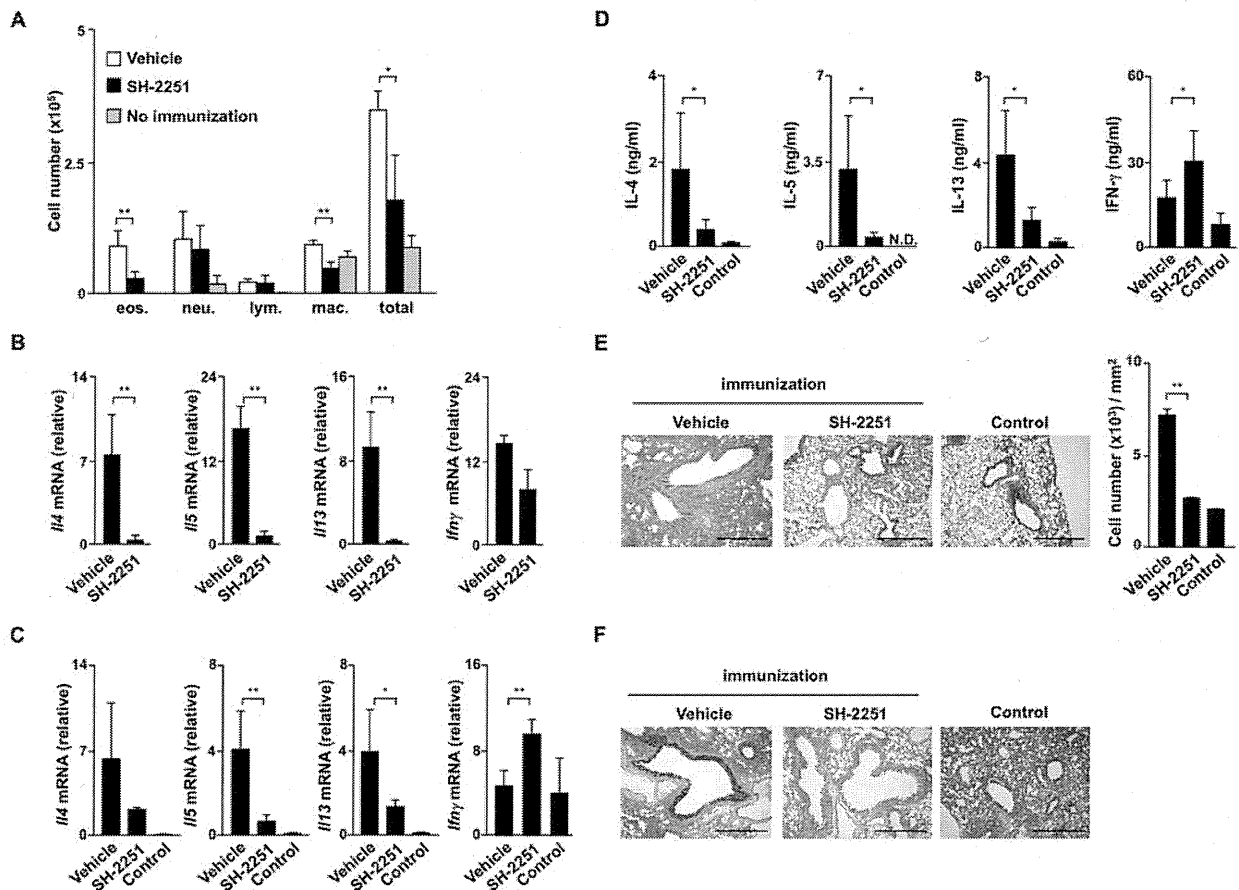 A
Cell number (x10⁵)
5
2.5
0
Vehicle
SH-2251
No immunization
**
**
*
eos. neu. lym. mac. total
B
Il4 mRNA (relative)
14
7
0
**
Vehicle
SH-2251
Il5 mRNA (relative)
24
12
0
**
Vehicle
SH-2251
Il13 mRNA (relative)
16
8
0
**
Vehicle
SH-2251
Ifnγ mRNA (relative)
24
12
0
Vehicle
SH-2251
C
Il4 mRNA (relative)
14
7
0
Vehicle
SH-2251
Control
Il5 mRNA (relative)
8
4
0
**
Vehicle
SH-2251
Control
Il13 mRNA (relative)
8
4
0
*
Vehicle
SH-2251
Control
Ifnγ mRNA (relative)
16
8
0
**
Vehicle
SH-2251
Control
D
IL-4 (ng/ml)
4
2
0
*
Vehicle
SH-2251
Control
IL-5 (ng/ml)
7
3.5
0
*
N.D.
Vehicle
SH-2251
Control
IL-13 (ng/ml)
8
4
0
*
Vehicle
SH-2251
Control
IFN-γ (ng/ml)
60
30
0
*
Vehicle
SH-2251
Control
E
immunization
Vehicle SH-2251 Control
Cell number (x10³) / mm²
10
5
0
**
Vehicle
SH-2251
Control
F
immunization
Vehicle SH-2251 Control